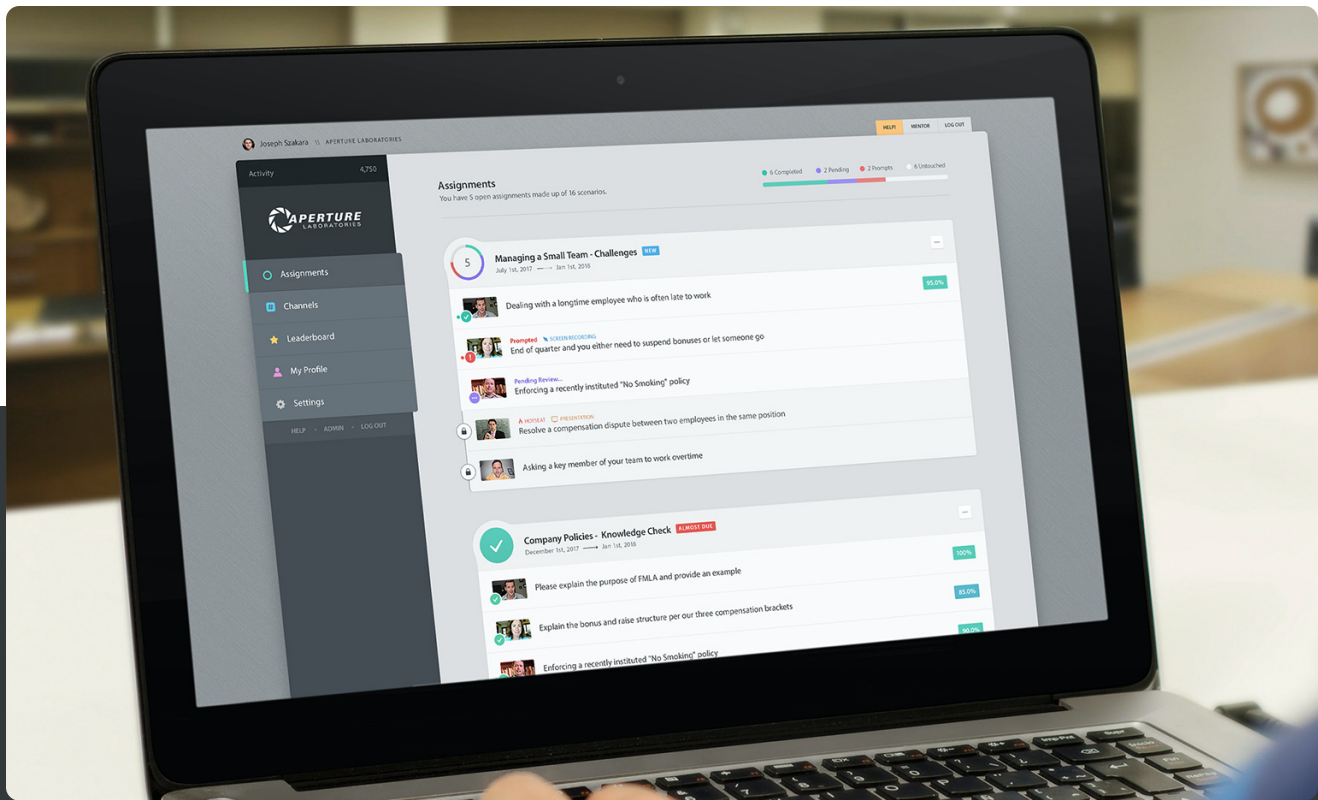 Joseph Szakara \\ APERTURE LABORATORIES
HELP! MENTOR LOG OUT
Activity 4,750
APERTURE
LABORATORIES
Assignments
Channels
Leaderboard
My Profile
Settings
HELP - ADMIN - LOG OUT
Assignments
You have 5 open assignments made up of 16 scenarios.
6 Completed 2 Pending 2 Prompts 6 Untouched
5
Managing a Small Team - Challenges NEW
July 1st, 2017 Jan 1st, 2018
Dealing with a longtime employee who is often late to work 95.0%
Prompted SCREEN RECORDING
End of quarter and you either need to suspend bonuses or let someone go
Pending Review...
Enforcing a recently instituted "No Smoking" policy
HOTSEAT PRESENTATION
Resolve a compensation dispute between two employees in the same position
Asking a key member of your team to work overtime
Company Policies - Knowledge Check ALMOST DUE
December 1st, 2017 Jan 1st, 2018
Please explain the purpose of FMLA and provide an example 100%
Explain the bonus and raise structure per our three compensation brackets 85.0%
Enforcing a recently instituted "No Smoking" policy 90.0%